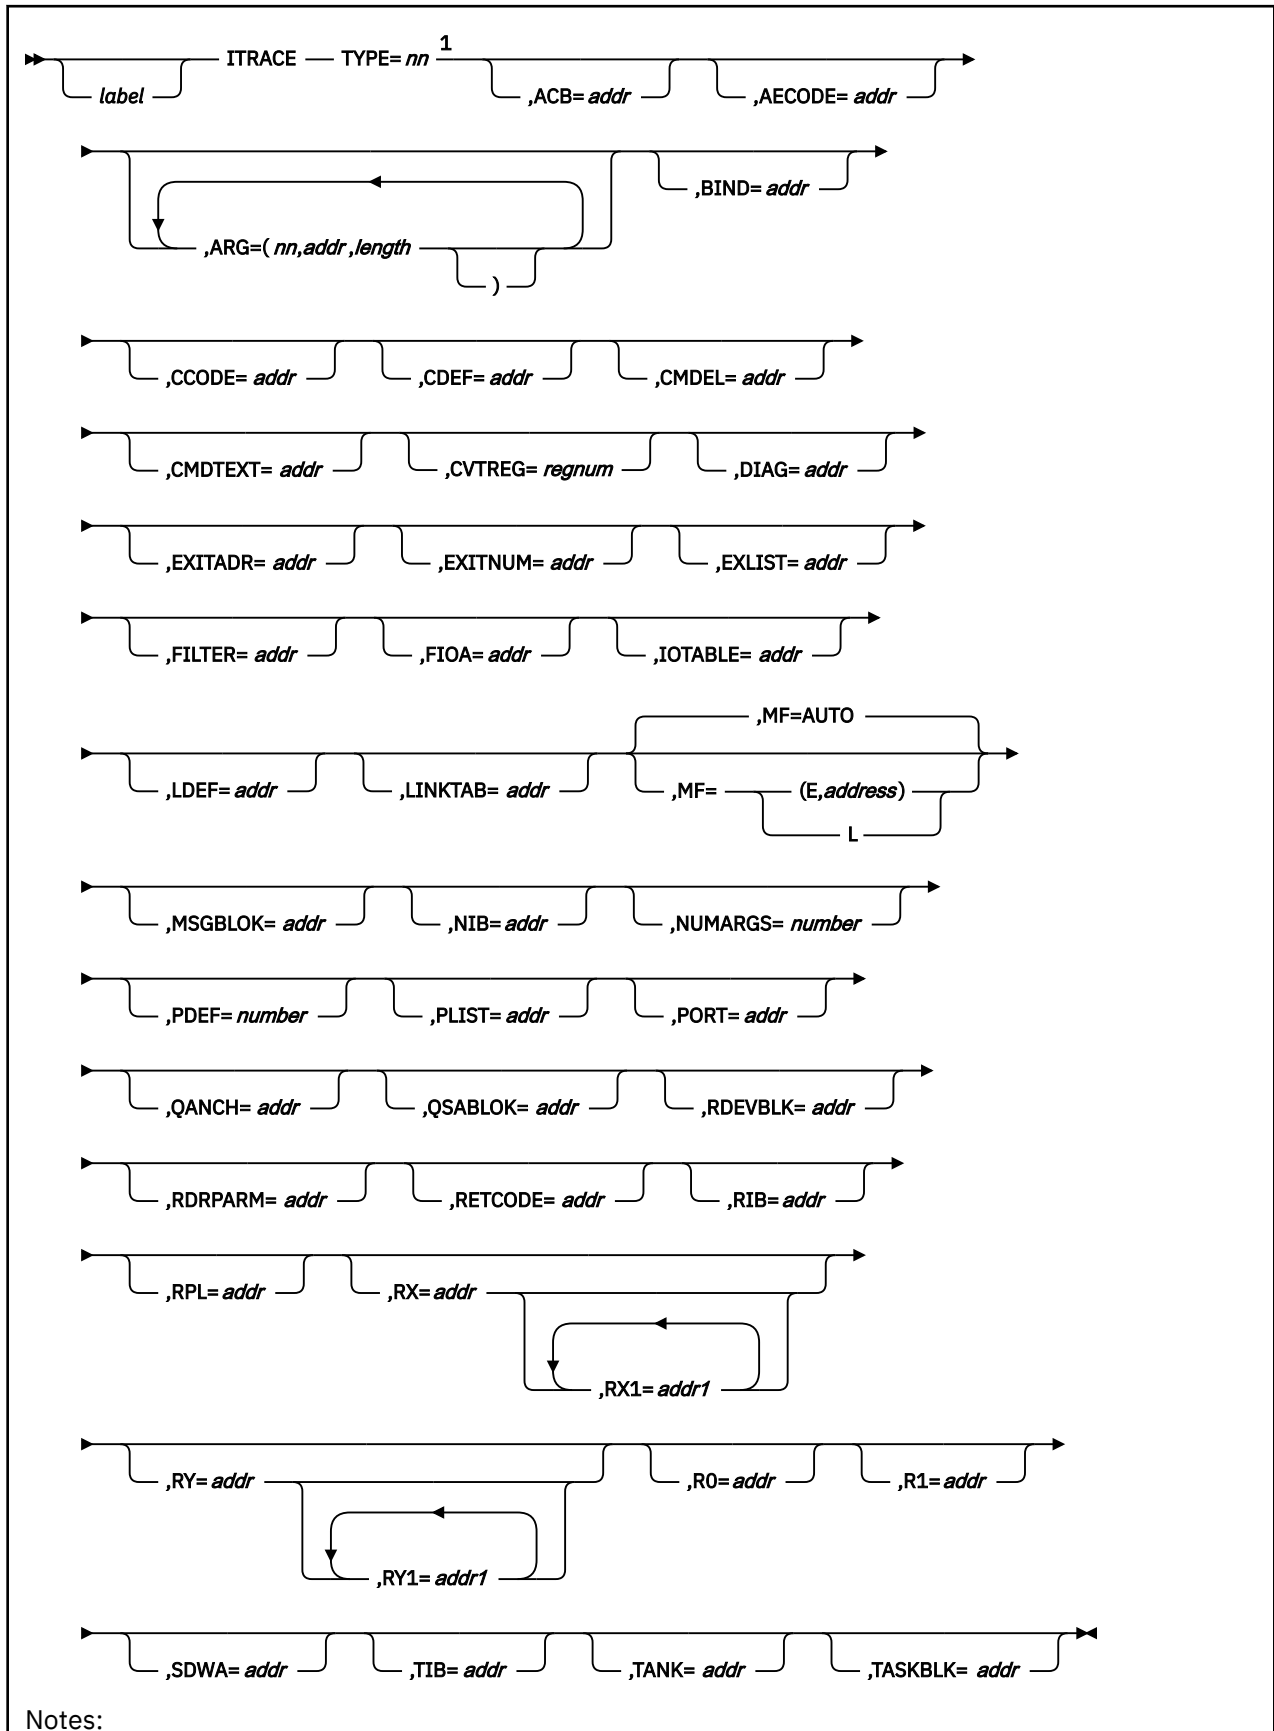 ITRACE TYPE= nn 1
label ,ACB= addr ,AECODE= addr
,BIND= addr
,ARG=( nn,addr ,length
)
,CCODE= addr ,CDEF= addr ,CMDEL= addr
,CMDTEXT= addr ,CVTREG= regnum ,DIAG= addr
,EXITADR= addr ,EXITNUM= addr ,EXLIST= addr
,FILTER= addr ,FIOA= addr ,IOTABLE= addr
,MF=AUTO
,LDEF= addr ,LINKTAB= addr ,MF= (E,address)
L
,MSGBLOK= addr ,NIB= addr ,NUMARGS= number
,PDEF= number ,PLIST= addr ,PORT= addr
,QANCH= addr ,QSABLOK= addr ,RDEVBLK= addr
,RDRPARM= addr ,RETCODE= addr ,RIB= addr
,RPL= addr ,RX= addr
,RX1= addr1
,RY= addr ,R0= addr ,R1= addr
,RY1= addr1
,SDWA= addr ,TIB= addr ,TANK= addr ,TASKBLK= addr
Notes: